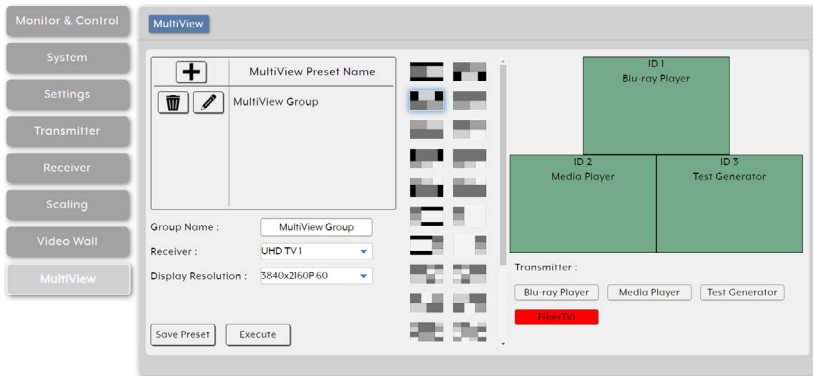 Monitor & Control
System
Settings
Transmitter
Receiver
Scaling
Video Wall
MultiView
MultiView
MultiView Preset Name
MultiView Group
Group Name :
MultiView Group
Receiver :
UHD TV 1
Display Resolution :
3840x2160P 60
Save Preset
Execute
ID 1
Blu-ray Player
ID 2
Media Player
ID 3
Test Generator
Transmitter :
Blu-ray Player
Media Player
Test Generator
FiberTx1